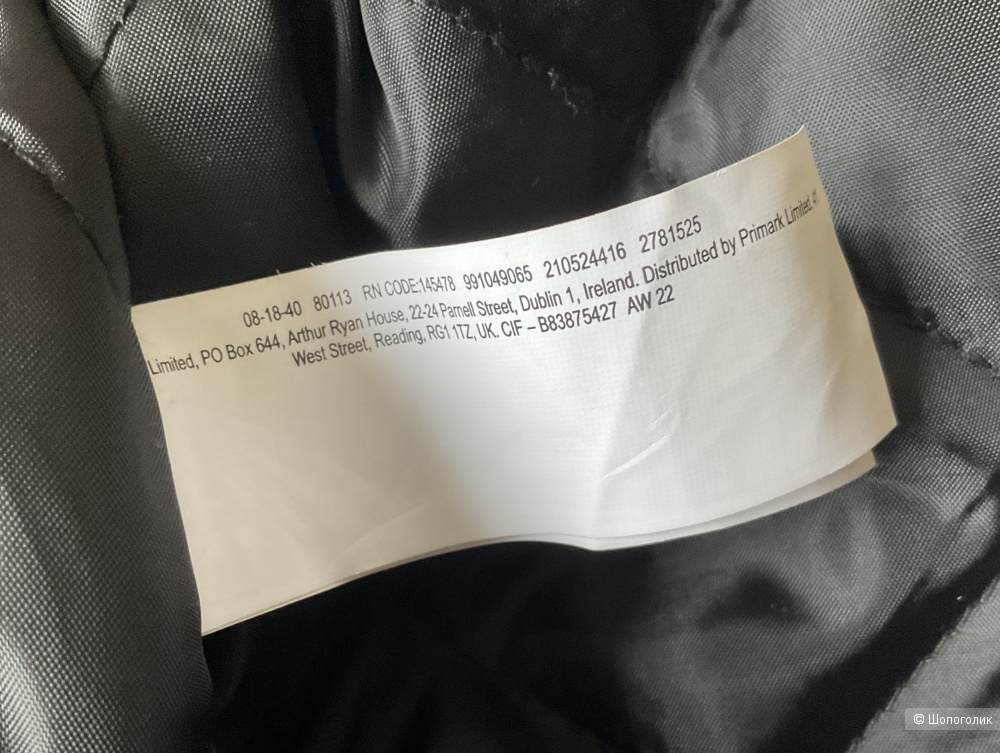 08-18-40 80113 RN CODE:145478 991049065 210524416 2781525
Limited, PO Box 644, Arthur Ryan House, 22-24 Parnell Street, Dublin 1, Ireland. Distributed by Primark Limited, 41
West Street, Reading, RG1 1TZ, UK. CIF – B83875427 AW 22
© Шопоголик